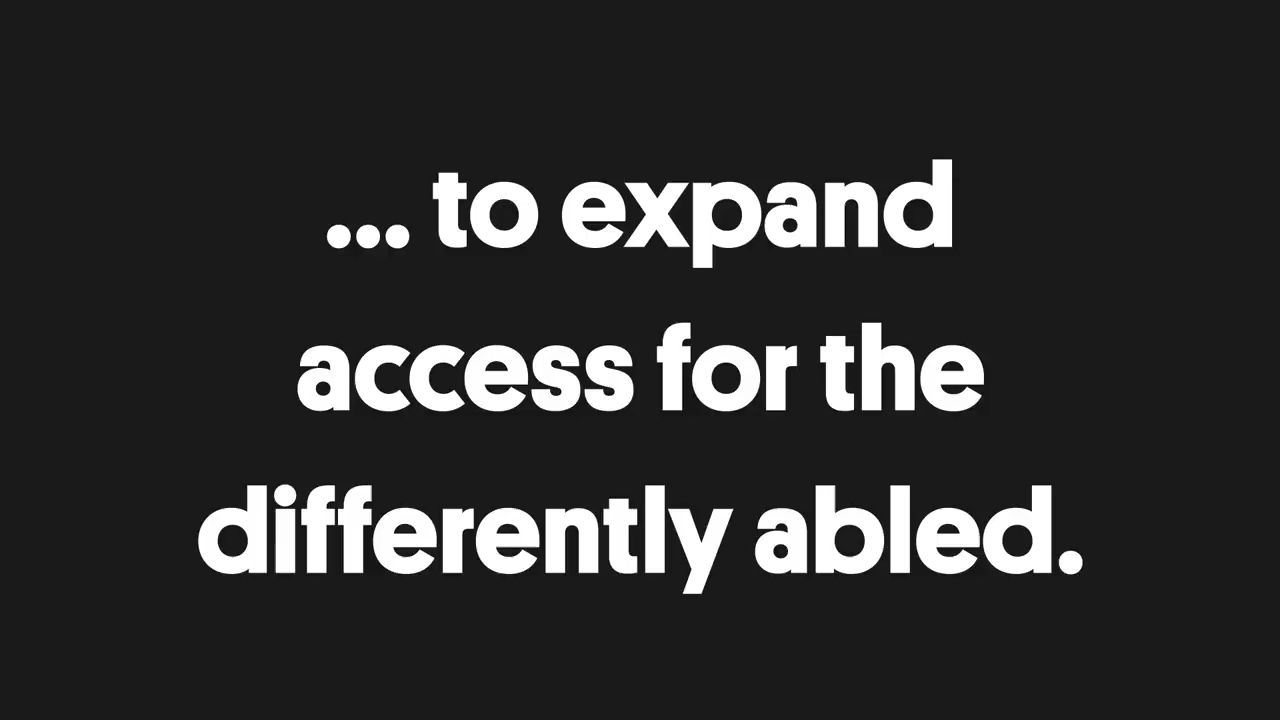 ... to expand
access for the
differently abled.